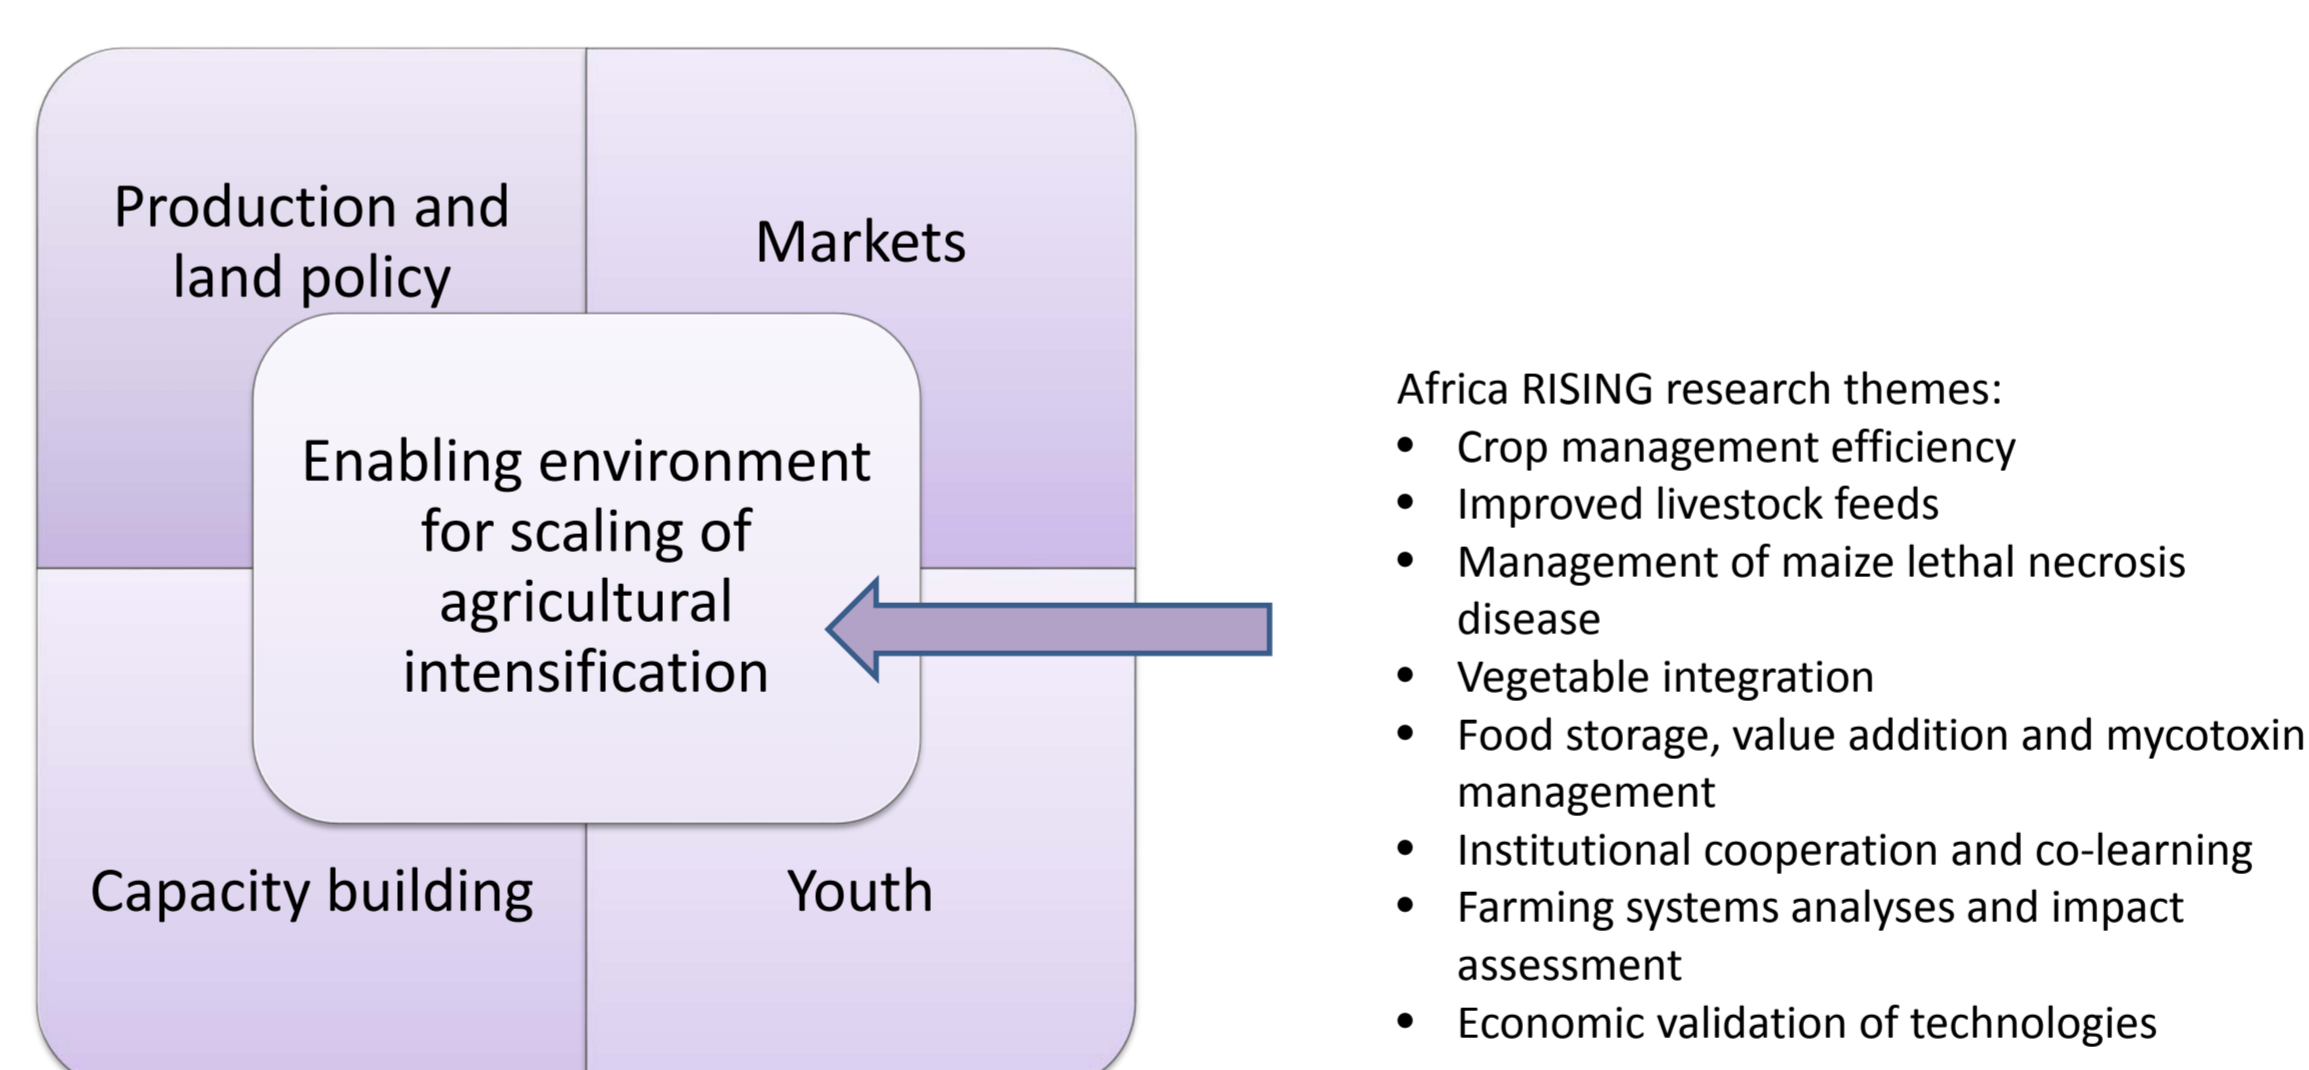 Production and
land policy
Markets
Enabling environment
for scaling of
agricultural
intensification
Capacity building
Youth
Africa RISING research themes:
• Crop management efficiency
• Improved livestock feeds
• Management of maize lethal necrosis
disease
• Vegetable integration
• Food storage, value addition and mycotoxin
management
• Institutional cooperation and co-learning
• Farming systems analyses and impact
assessment
• Economic validation of technologies